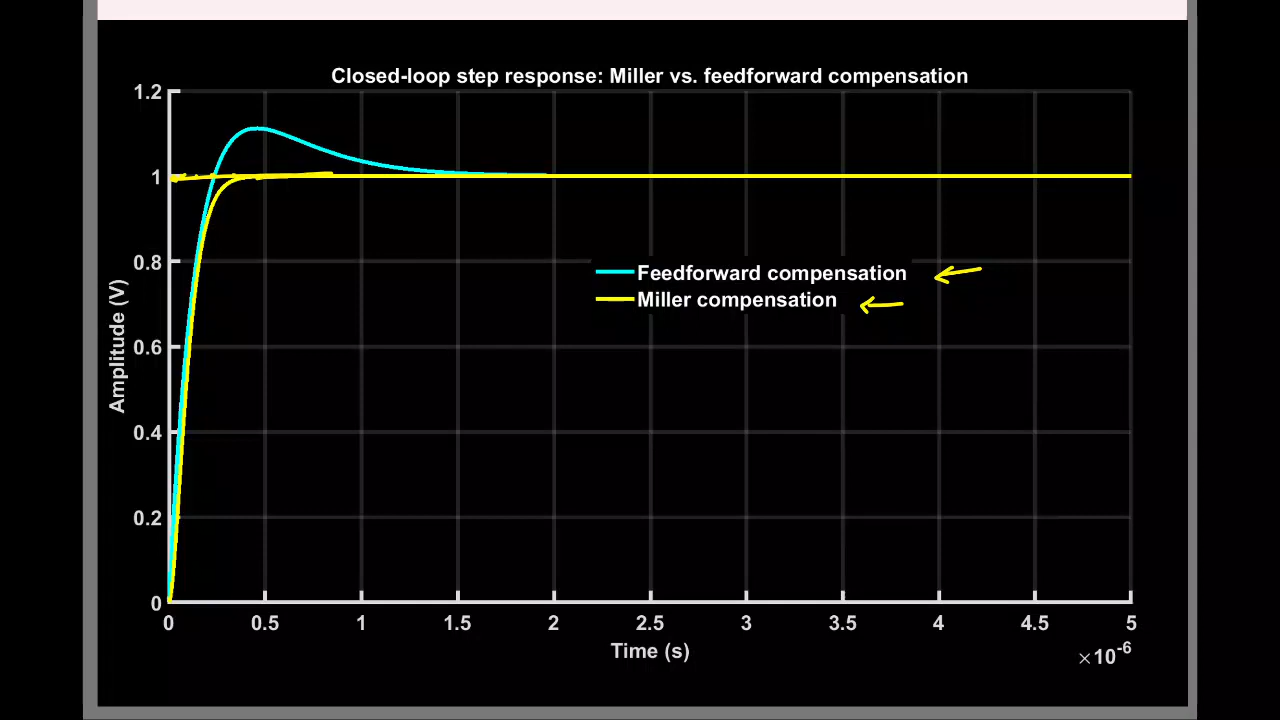 Closed-loop step response: Miller vs. feedforward compensation
1.2
1
0.8
0.6
0.4
0.2
0
Amplitude (V)
Feedforward compensation
Miller compensation
0 0.5 1 1.5 2 2.5 3 3.5 4 4.5 5
Time (s)
×10-6